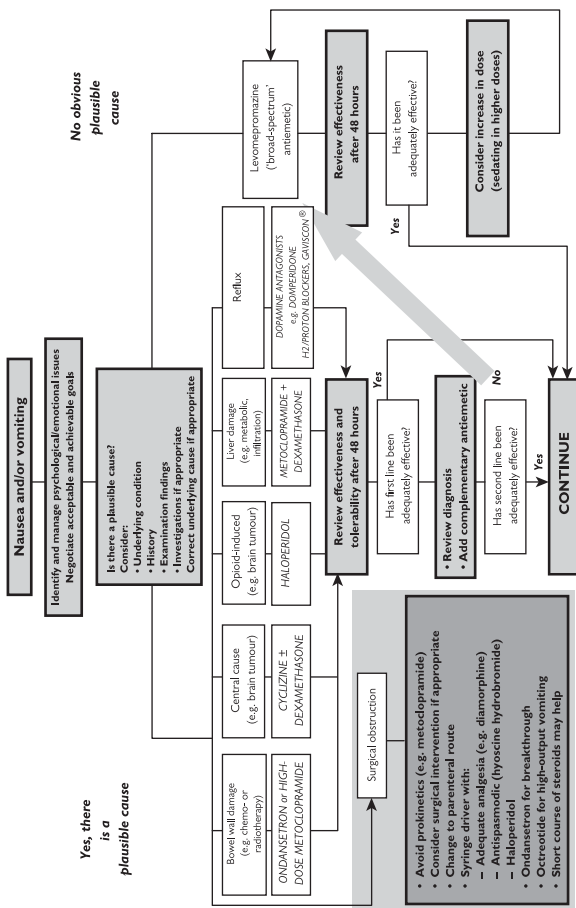 Nausea and/or vomiting
Identify and manage psychological/emotional issues
Negotiate acceptable and achievable goals
Yes, there
is a
plausible cause
No obvious
plausible
cause
Is there a plausible cause?
Consider:
• Underlying condition
• History
• Examination findings
• Investigations if appropriate
Correct underlying cause if appropriate
Bowel wall damage
(e.g. chemo- or
radiotherapy)
Central cause
(e.g. brain tumour)
Opioid-induced
(e.g. brain tumour)
Liver damage
(e.g. metabolic,
infiltration)
Reflux
Levomepromazine
('broad-spectrum'
antiemetic)
ONDANSETRON or HIGH-
DOSE METOCLOPRAMIDE
CYCLIZINE ±
DEXAMETHASONE
HALOPERIDOL
METOCLOPRAMIDE +
DEXAMETHASONE
DOPAMINE ANTAGONISTS
e.g. DOMPERIDONE
H2/PROTON BLOCKERS, GAVISCON ®
Review effectiveness and
tolerability after 48 hours
Review effectiveness
after 48 hours
Surgical obstruction
Has first line been
adequately effective?
Yes
Has it been
adequately effective?
Yes
• Avoid prokinetics (e.g. metoclopramide)
• Consider surgical intervention if appropriate
• Change to parenteral route
• Syringe driver with:
– Adequate analgesia (e.g. diamorphine)
– Antispasmodic (hyoscine hydrobromide)
– Haloperidol
• Ondansetron for breakthrough
• Octreotide for high-output vomiting
• Short course of steroids may help
• Review diagnosis
• Add complementary antiemetic
Consider increase in dose
(sedating in higher doses)
Has second line been
adequately effective?
No
Yes
CONTINUE